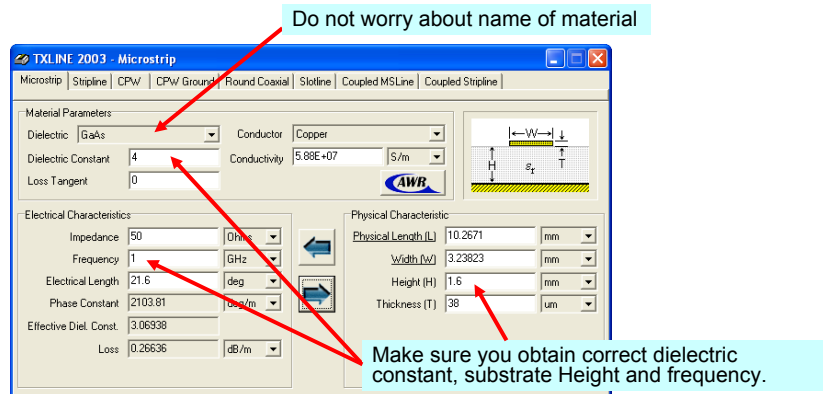 Do not worry about name of material
TXLINE 2003 - Microstrip
Microstrip Stripline CPW CPW Ground Round Coaxial Slotline Coupled MSLine Coupled Stripline
Material Parameters
Dielectric GaAs Conductor Copper
Dielectric Constant 4 Conductivity 5.88E+07 S/m
Loss Tangent 0
AWR
W
H
εr
T
Electrical Characteristics
Impedance 50 Ohms
Frequency 1 GHz
Electrical Length 21.6 deg
Phase Constant 2103.81 deg/m
Effective Diel. Const. 3.06938
Loss 0.26636 dB/m
Physical Characteristic
Physical Length (L) 10.2671 mm
Width (W) 3.23823 mm
Height (H) 1.6 mm
Thickness (T) 38 um
Make sure you obtain correct dielectric
constant, substrate Height and frequency.